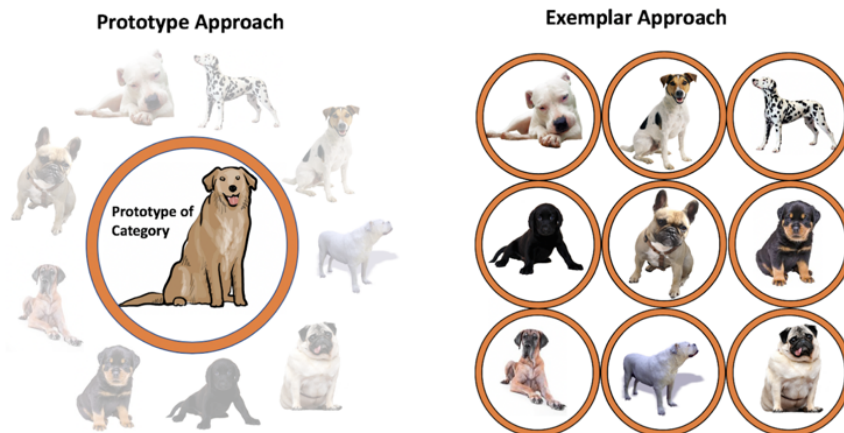 Prototype Approach
Exemplar Approach
Prototype of
Category